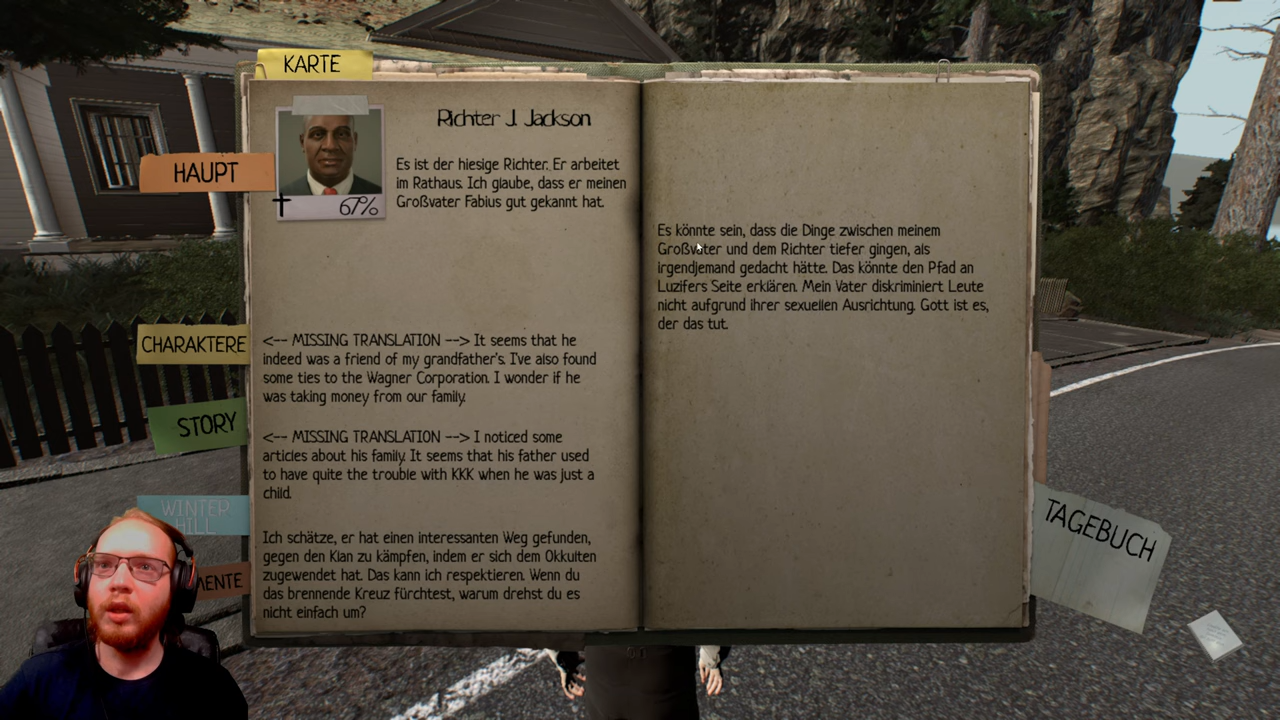 KARTE
HAUPT
CHARAKTERE
STORY
WINTER
HILL
MENTE
TAGEBUCH
Richter J. Jackson
67%
Es ist der hiesige Richter. Er arbeitet
im Rathaus. Ich glaube, dass er meinen
Großvater Fabius gut gekannt hat.
<-- MISSING TRANSLATION --> It seems that he
indeed was a friend of my grandfather's. I've also found
some ties to the Wagner Corporation. I wonder if he
was taking money from our family.
<-- MISSING TRANSLATION --> I noticed some
articles about his family. It seems that his father used
to have quite the trouble with KKK when he was just a
child.
Ich schätze, er hat einen interessanten Weg gefunden,
gegen den Klan zu kämpfen, indem er sich dem Okkulten
zugewendet hat. Das kann ich respektieren. Wenn du
das brennende Kreuz fürchtest, warum drehst du es
nicht einfach um?
Es könnte sein, dass die Dinge zwischen meinem
Großvater und dem Richter tiefer gingen, als
irgendjemand gedacht hätte. Das könnte den Pfad an
Luzifers Seite erklären. Mein Vater diskriminiert Leute
nicht aufgrund ihrer sexuellen Ausrichtung. Gott ist es,
der das tut.